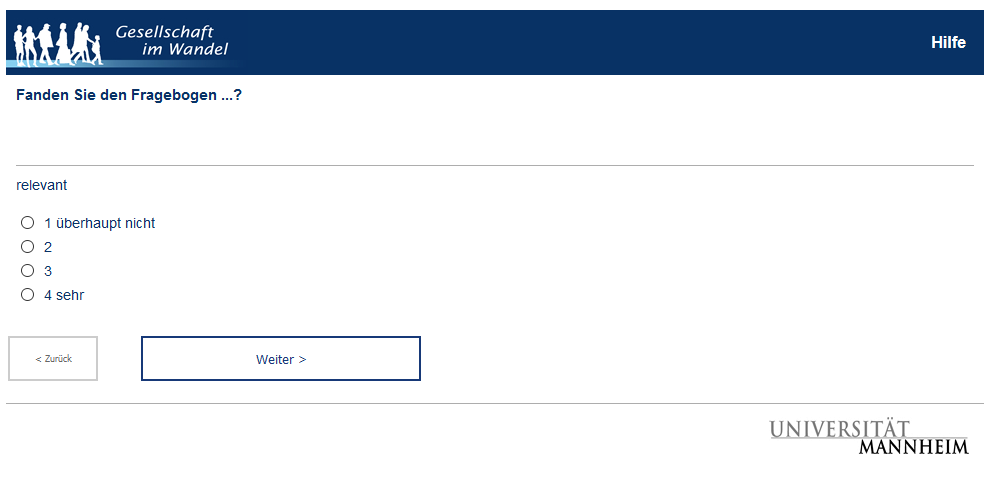 Gesellschaft
im Wandel
Hilfe
Fanden Sie den Fragebogen ...?
relevant
1 überhaupt nicht
2
3
4 sehr
< Zurück
Weiter >
UNIVERSITÄT
MANNHEIM